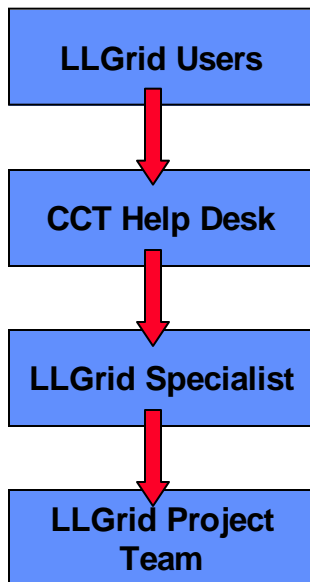 LLGrid Users
CCT Help Desk
LLGrid Specialist
LLGrid Project
Team